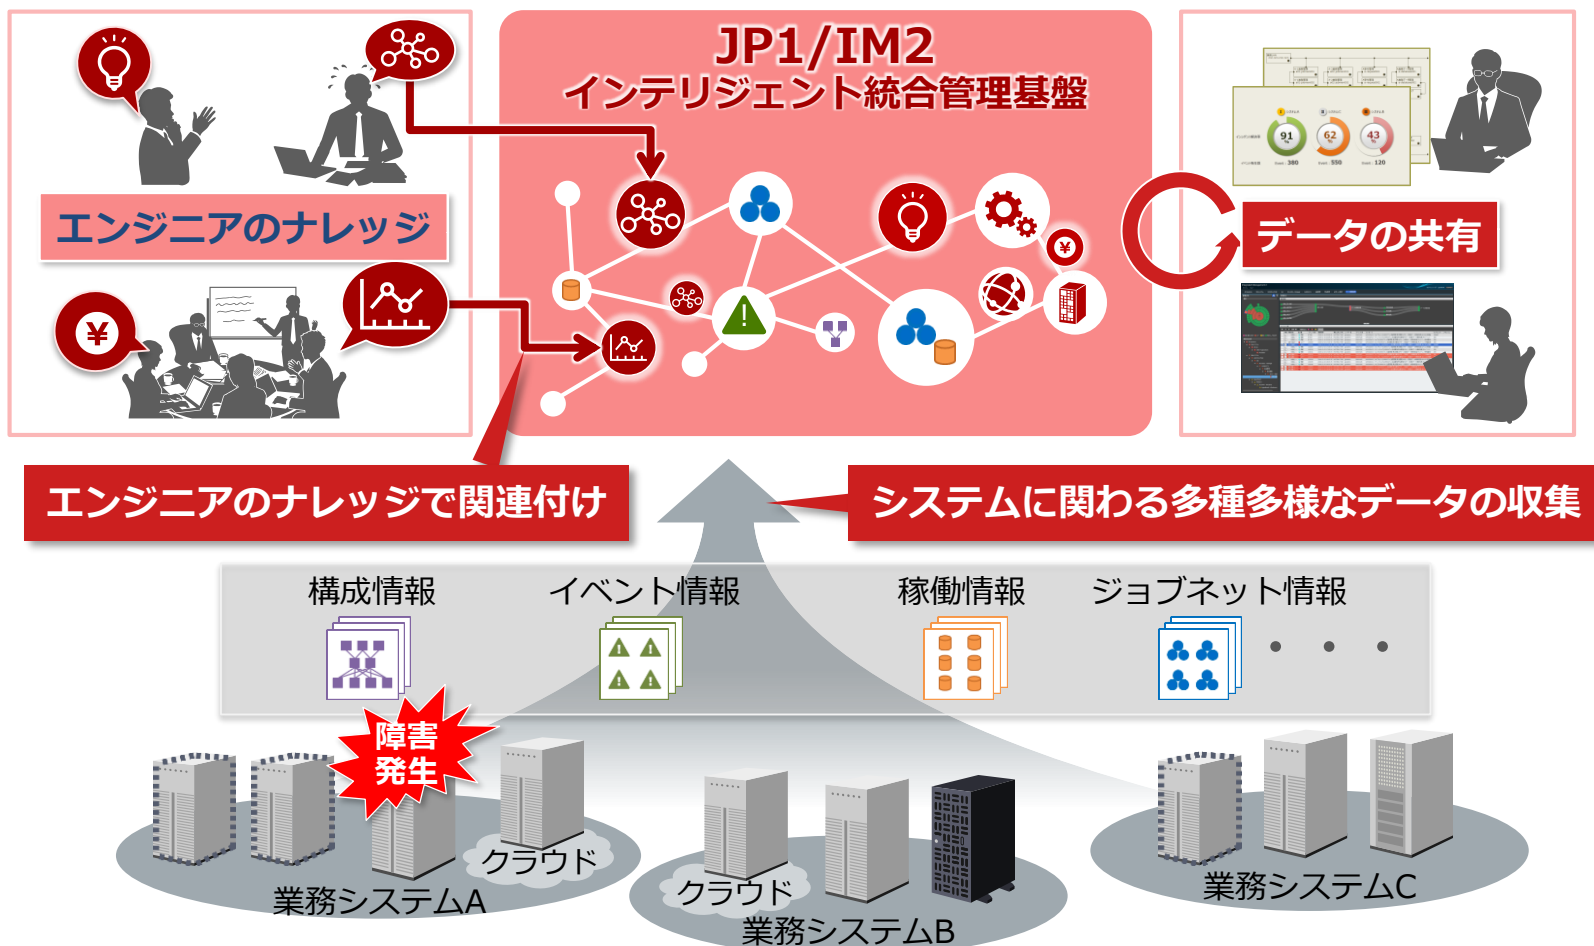 JP1/IM2
インテリジェント統合管理基盤
エンジニアのナレッジ
¥
¥
91
%
62
%
43
%
380
550
120
データの共有
エンジニアのナレッジで関連付け
システムに関わる多種多様なデータの収集
構成情報
イベント情報
稼働情報
ジョブネット情報
・・・
障害
発生
クラウド
業務システムA
クラウド
業務システムB
業務システムC